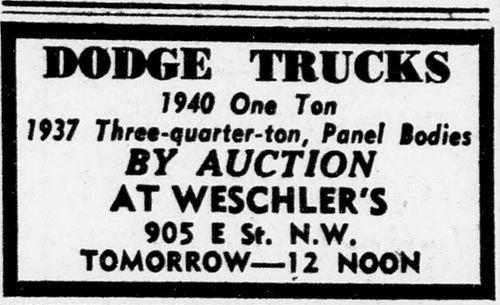 DODGE TRUCKS
1940 One Ton
1937 Three-quarter-ton, Panel Bodies
BY AUCTION
AT WESCHLER'S
905 E St. N.W.
TOMORROW—12 NOON